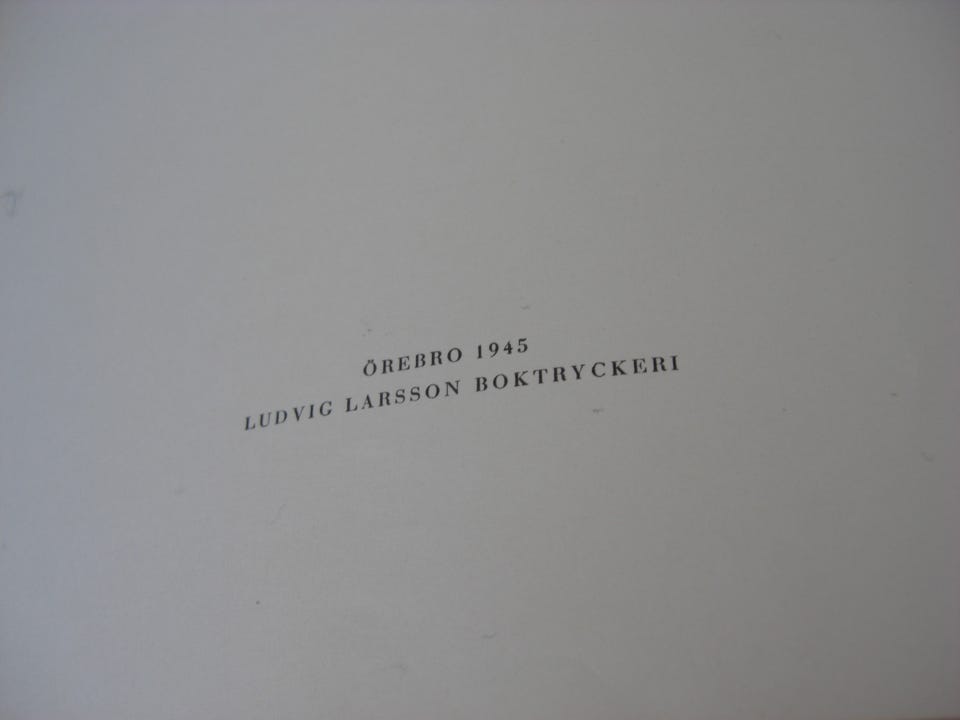 ÖREBRO 1945
LUDVIG LARSSON BOKTRYCKERI